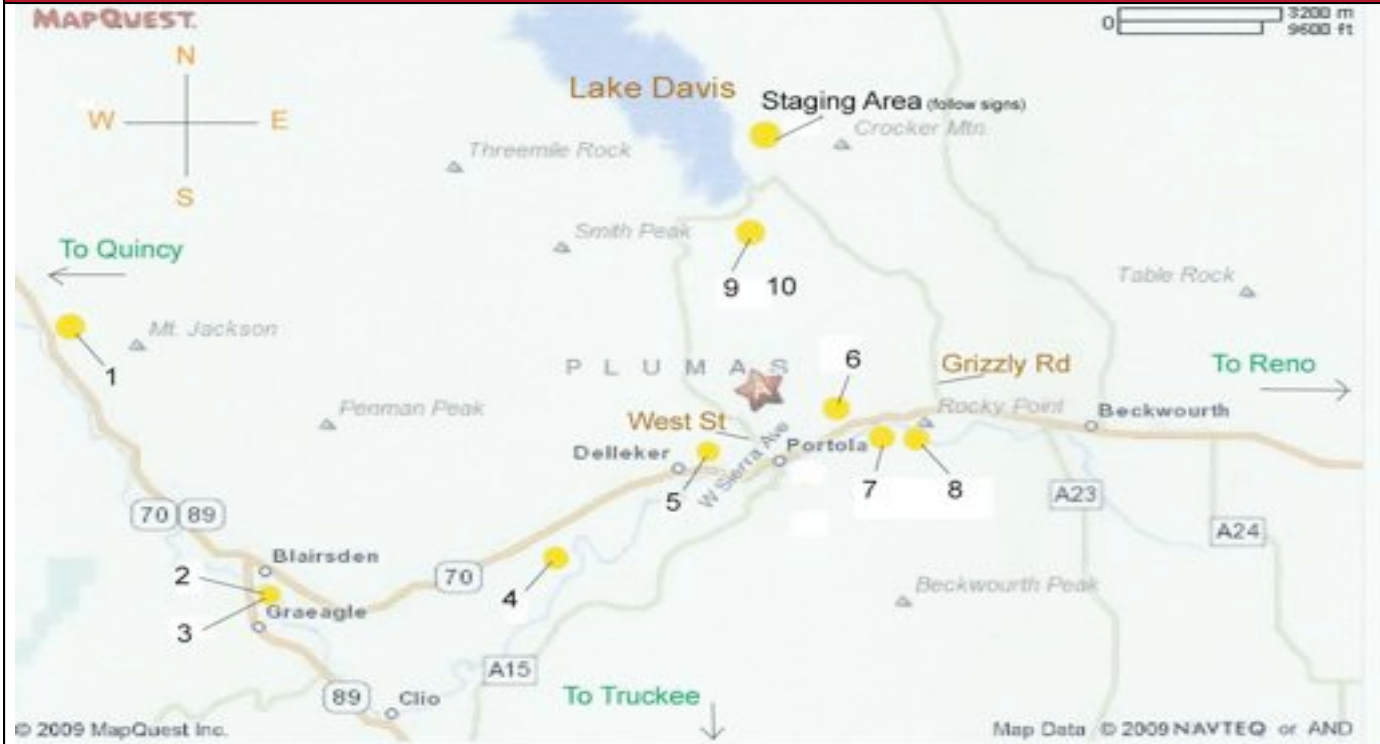 MAPQUEST.
0
3200 m
9600 ft
N
W
E
S
Lake Davis
Staging Area (follow signs)
Crocker Mtn.
Threemile Rock
Smith Peak
To Quincy
9 10
Table Rock
Mt. Jackson
1
PLUMAS
A
6
Grizzly Rd
To Reno
Penman Peak
Rocky Point
Beckwourth
West St
W Sierra Ave
Portola
Delleker
5
7
8
A23
70 89
A24
Blairsden
2
70
4
Beckwourth Peak
Graeagle
3
A15
89
Clio
To Truckee
© 2009 MapQuest Inc.
Map Data © 2009 NAVTEQ or AND